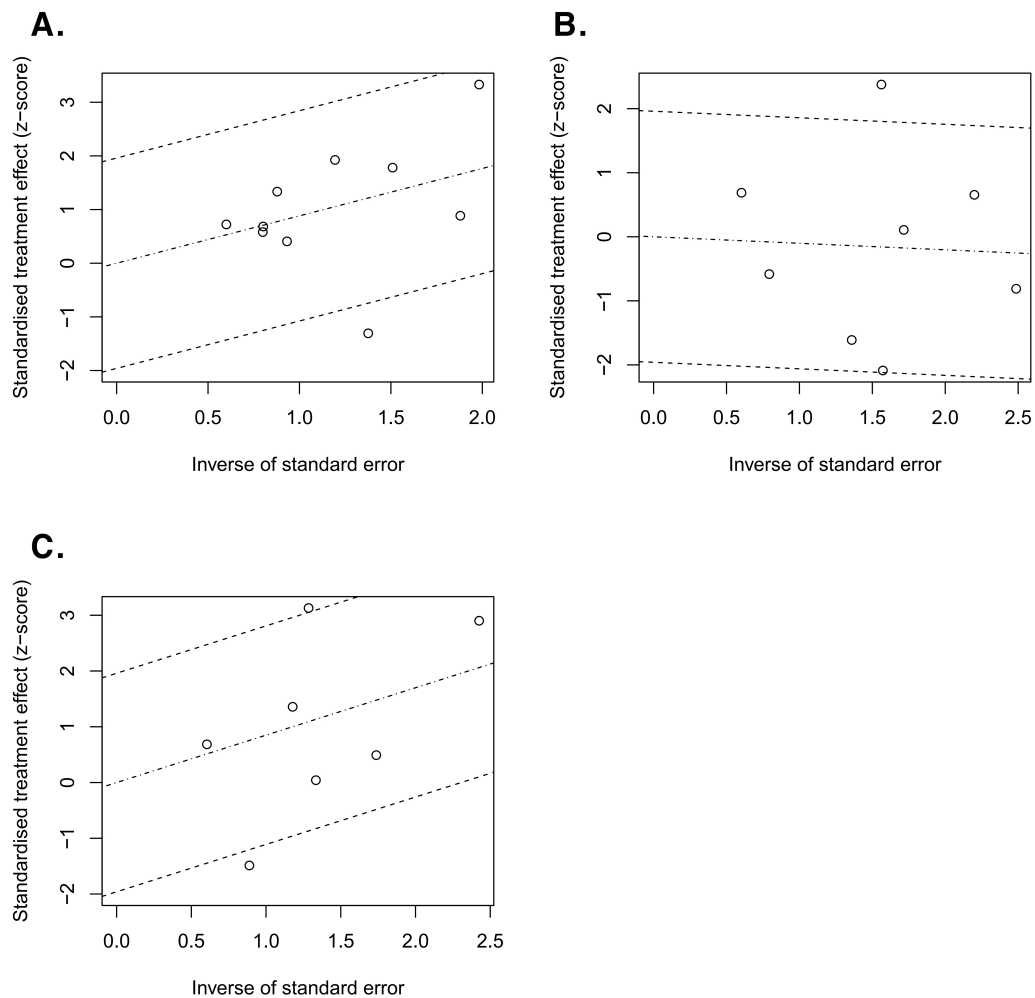 A.
Standardised treatment effect (z−score)
3
2
1
0
−1
−2
0.0 0.5 1.0 1.5 2.0
Inverse of standard error
B.
Standardised treatment effect (z−score)
2
1
0
−1
−2
0.0 0.5 1.0 1.5 2.0 2.5
Inverse of standard error
C.
Standardised treatment effect (z−score)
3
2
1
0
−1
−2
0.0 0.5 1.0 1.5 2.0 2.5
Inverse of standard error